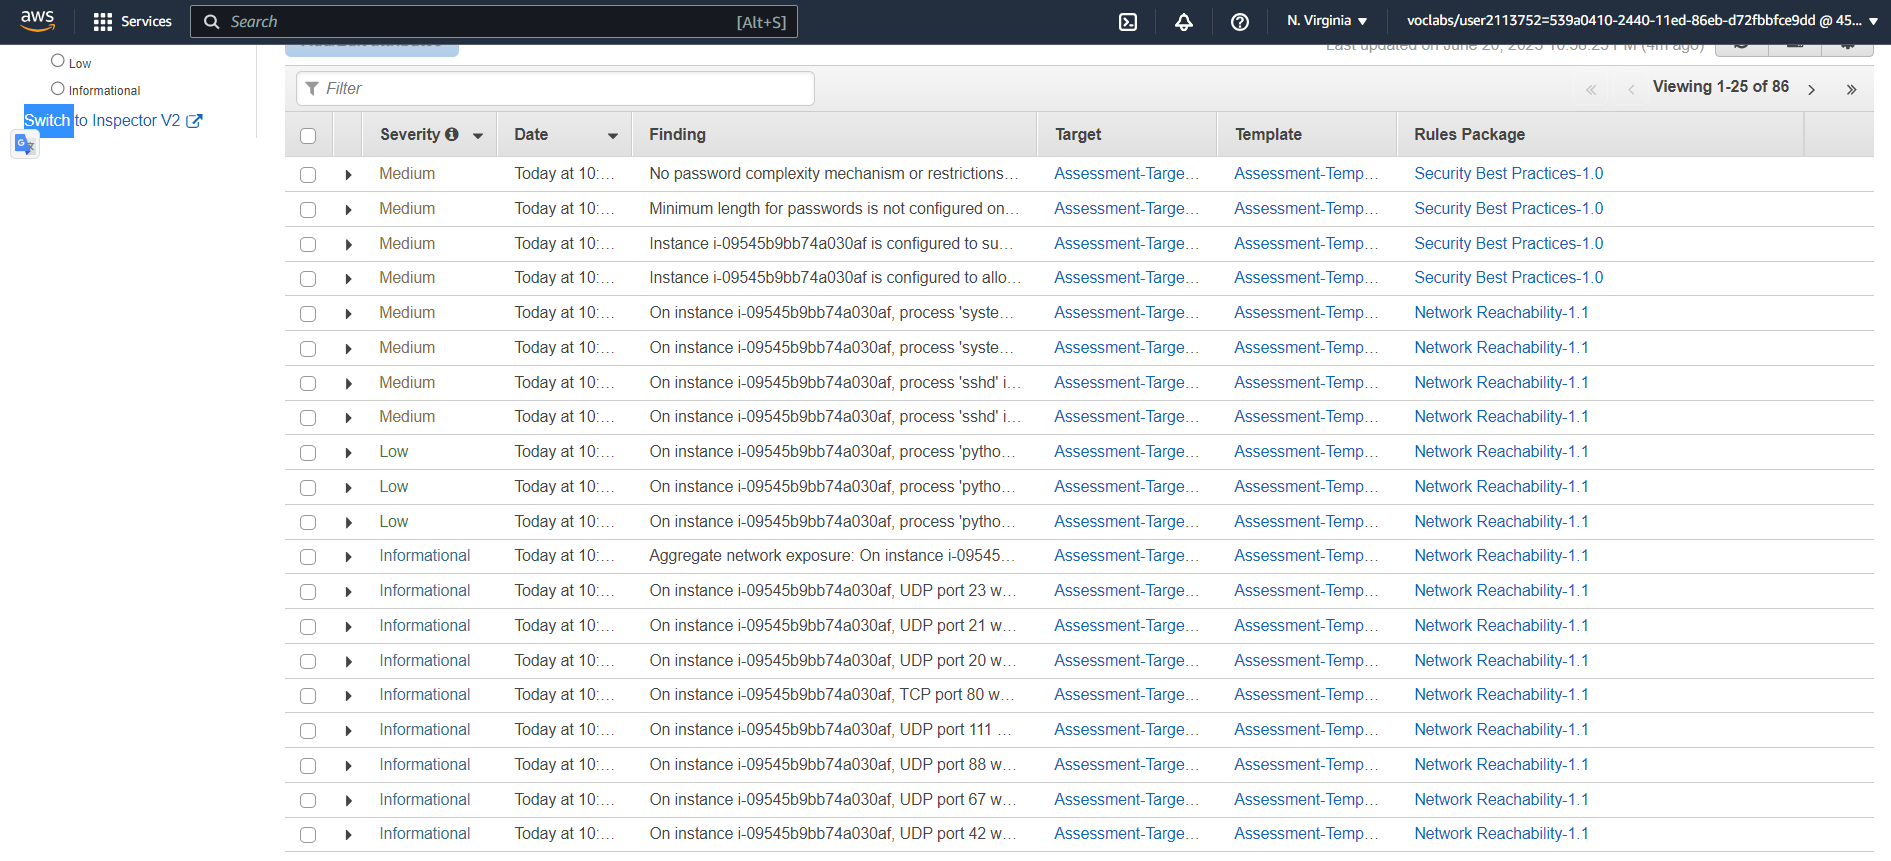 aws Services Search [Alt+S] N. Virginia voclabs/user2113752=539a0410-2440-11ed-86eb-d72fbbfce9dd @ 45...
Low
Informational
Switch to Inspector V2
Last updated on June 20, 2023 10:58:25 PM (4m ago)
Filter Viewing 1-25 of 86
Severity Date Finding Target Template Rules Package
Medium Today at 10:... No password complexity mechanism or restrictions... Assessment-Targe... Assessment-Temp... Security Best Practices-1.0
Medium Today at 10:... Minimum length for passwords is not configured on... Assessment-Targe... Assessment-Temp... Security Best Practices-1.0
Medium Today at 10:... Instance i-09545b9bb74a030af is configured to su... Assessment-Targe... Assessment-Temp... Security Best Practices-1.0
Medium Today at 10:... Instance i-09545b9bb74a030af is configured to allo... Assessment-Targe... Assessment-Temp... Security Best Practices-1.0
Medium Today at 10:... On instance i-09545b9bb74a030af, process 'syste... Assessment-Targe... Assessment-Temp... Network Reachability-1.1
Medium Today at 10:... On instance i-09545b9bb74a030af, process 'syste... Assessment-Targe... Assessment-Temp... Network Reachability-1.1
Medium Today at 10:... On instance i-09545b9bb74a030af, process 'sshd' i... Assessment-Targe... Assessment-Temp... Network Reachability-1.1
Medium Today at 10:... On instance i-09545b9bb74a030af, process 'sshd' i... Assessment-Targe... Assessment-Temp... Network Reachability-1.1
Low Today at 10:... On instance i-09545b9bb74a030af, process 'pytho... Assessment-Targe... Assessment-Temp... Network Reachability-1.1
Low Today at 10:... On instance i-09545b9bb74a030af, process 'pytho... Assessment-Targe... Assessment-Temp... Network Reachability-1.1
Low Today at 10:... On instance i-09545b9bb74a030af, process 'pytho... Assessment-Targe... Assessment-Temp... Network Reachability-1.1
Informational Today at 10:... Aggregate network exposure: On instance i-09545... Assessment-Targe... Assessment-Temp... Network Reachability-1.1
Informational Today at 10:... On instance i-09545b9bb74a030af, UDP port 23 w... Assessment-Targe... Assessment-Temp... Network Reachability-1.1
Informational Today at 10:... On instance i-09545b9bb74a030af, UDP port 21 w... Assessment-Targe... Assessment-Temp... Network Reachability-1.1
Informational Today at 10:... On instance i-09545b9bb74a030af, UDP port 20 w... Assessment-Targe... Assessment-Temp... Network Reachability-1.1
Informational Today at 10:... On instance i-09545b9bb74a030af, TCP port 80 w... Assessment-Targe... Assessment-Temp... Network Reachability-1.1
Informational Today at 10:... On instance i-09545b9bb74a030af, UDP port 111 ... Assessment-Targe... Assessment-Temp... Network Reachability-1.1
Informational Today at 10:... On instance i-09545b9bb74a030af, UDP port 88 w... Assessment-Targe... Assessment-Temp... Network Reachability-1.1
Informational Today at 10:... On instance i-09545b9bb74a030af, UDP port 67 w... Assessment-Targe... Assessment-Temp... Network Reachability-1.1
Informational Today at 10:... On instance i-09545b9bb74a030af, UDP port 42 w... Assessment-Targe... Assessment-Temp... Network Reachability-1.1